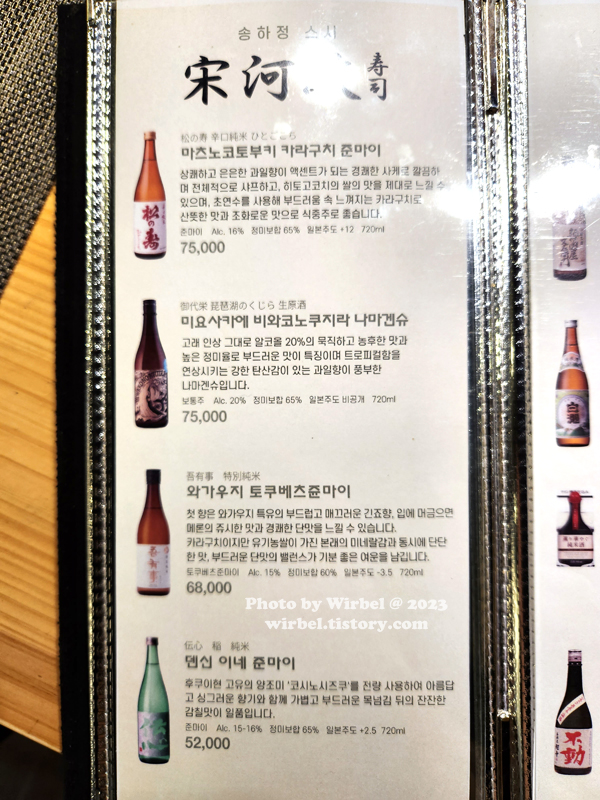 송하정 스시
宋河 寿司
松の寿 辛口純米 ひとごこち
마츠노코토부키 카라구치 준마이
상쾌하고 은은한 과일향이 액센트가 되는 경쾌한 사케로 깔끔하
며 전체적으로 샤프하고, 히토고코치의 쌀의 맛을 제대로 느낄 수
있으며, 초연수를 사용해 부드러움 속 느껴지는 카라구치로
산뜻한 맛과 조화로운 맛으로 식중주로 좋습니다.
준마이 Alc. 16% 정미보합 65% 일본주도 +12 720ml
75,000
御代栄 琵琶湖のくじら 生原酒
미요사카에 비와코노쿠지라 나마겐슈
고래 인상 그대로 알코올 20%의 묵직하고 농후한 맛과
높은 정미율로 부드러운 맛이 특징이며 트로피컬함을
연상시키는 강한 탄산감이 있는 과일향이 풍부한
나마겐슈입니다.
보통주 Alc. 20% 정미보합 65% 일본주도 비공개 720ml
75,000
吾有事 特別純米
와가우지 토쿠베츠쥰마이
첫 향은 와가우지 특유의 부드럽고 매끄러운 긴죠향, 입에 머금으면
메론의 쥬시한 맛과 경쾌한 단맛을 느낄 수 있습니다.
카라구치이지만 유기농쌀이 가진 본래의 미네랄감과 동시에 단단
한 맛, 부드러운 단맛의 밸런스가 기분 좋은 여운을 남깁니다.
토쿠베츠준마이 Alc. 15% 정미보합 60% 일본주도 -3.5 720ml
68,000
Photo by Wirbel @ 2023
wirbel.tistory.com
伝心 稲 純米
덴신 이네 준마이
후쿠이현 고유의 양조미 '코시노시즈쿠'를 전량 사용하여 아름답
고 싱그러운 향기와 함께 가볍고 부드러운 목넘김 뒤의 잔잔한
감칠맛이 일품입니다.
준마이 Alc. 15-16% 정미보합 65% 일본주도 +2.5 720ml
52,000
松の寿
吾有事
不動